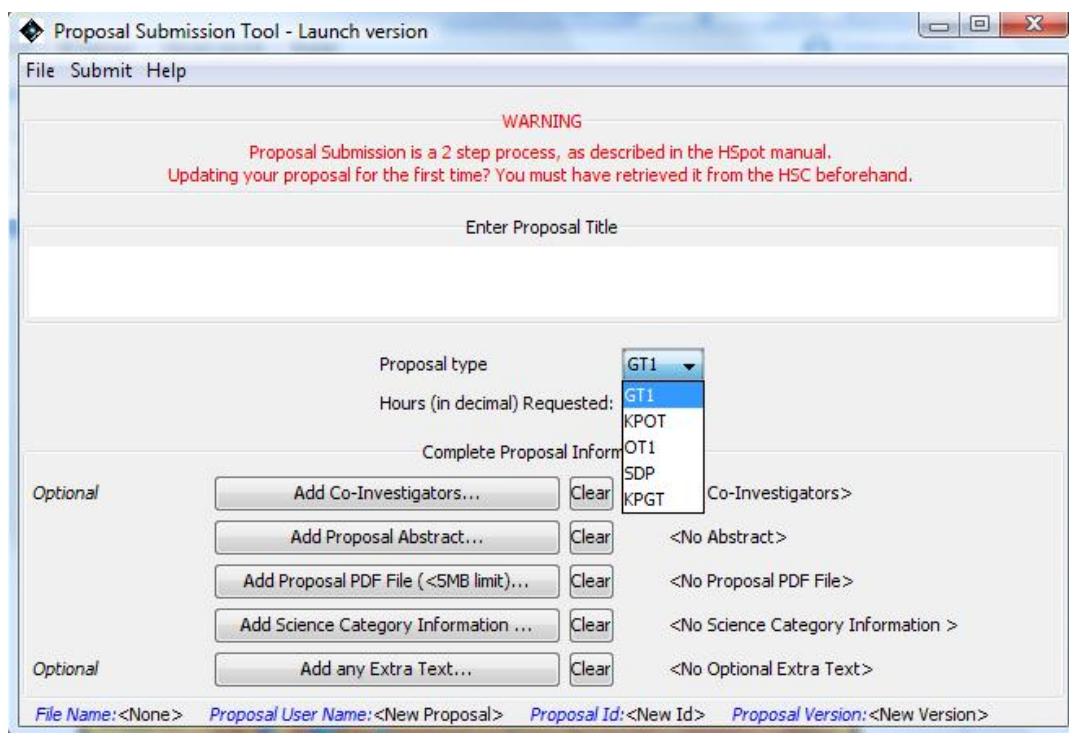 Proposal Submission Tool - Launch version
File Submit Help
WARNING
Proposal Submission is a 2 step process, as described in the HSpot manual.
Updating your proposal for the first time? You must have retrieved it from the HSC beforehand.
Enter Proposal Title
Proposal type GT1
Hours (in decimal) Requested: GT1
KPOT
Complete Proposal Inform OT1
SDP
Optional Add Co-Investigators... Clear KPGT Co-Investigators>
Add Proposal Abstract... Clear <No Abstract>
Add Proposal PDF File (<5MB limit)... Clear <No Proposal PDF File>
Add Science Category Information ... Clear <No Science Category Information >
Optional Add any Extra Text... Clear <No Optional Extra Text>
File Name:<None> Proposal User Name:<New Proposal> Proposal Id:<New Id> Proposal Version:<New Version>